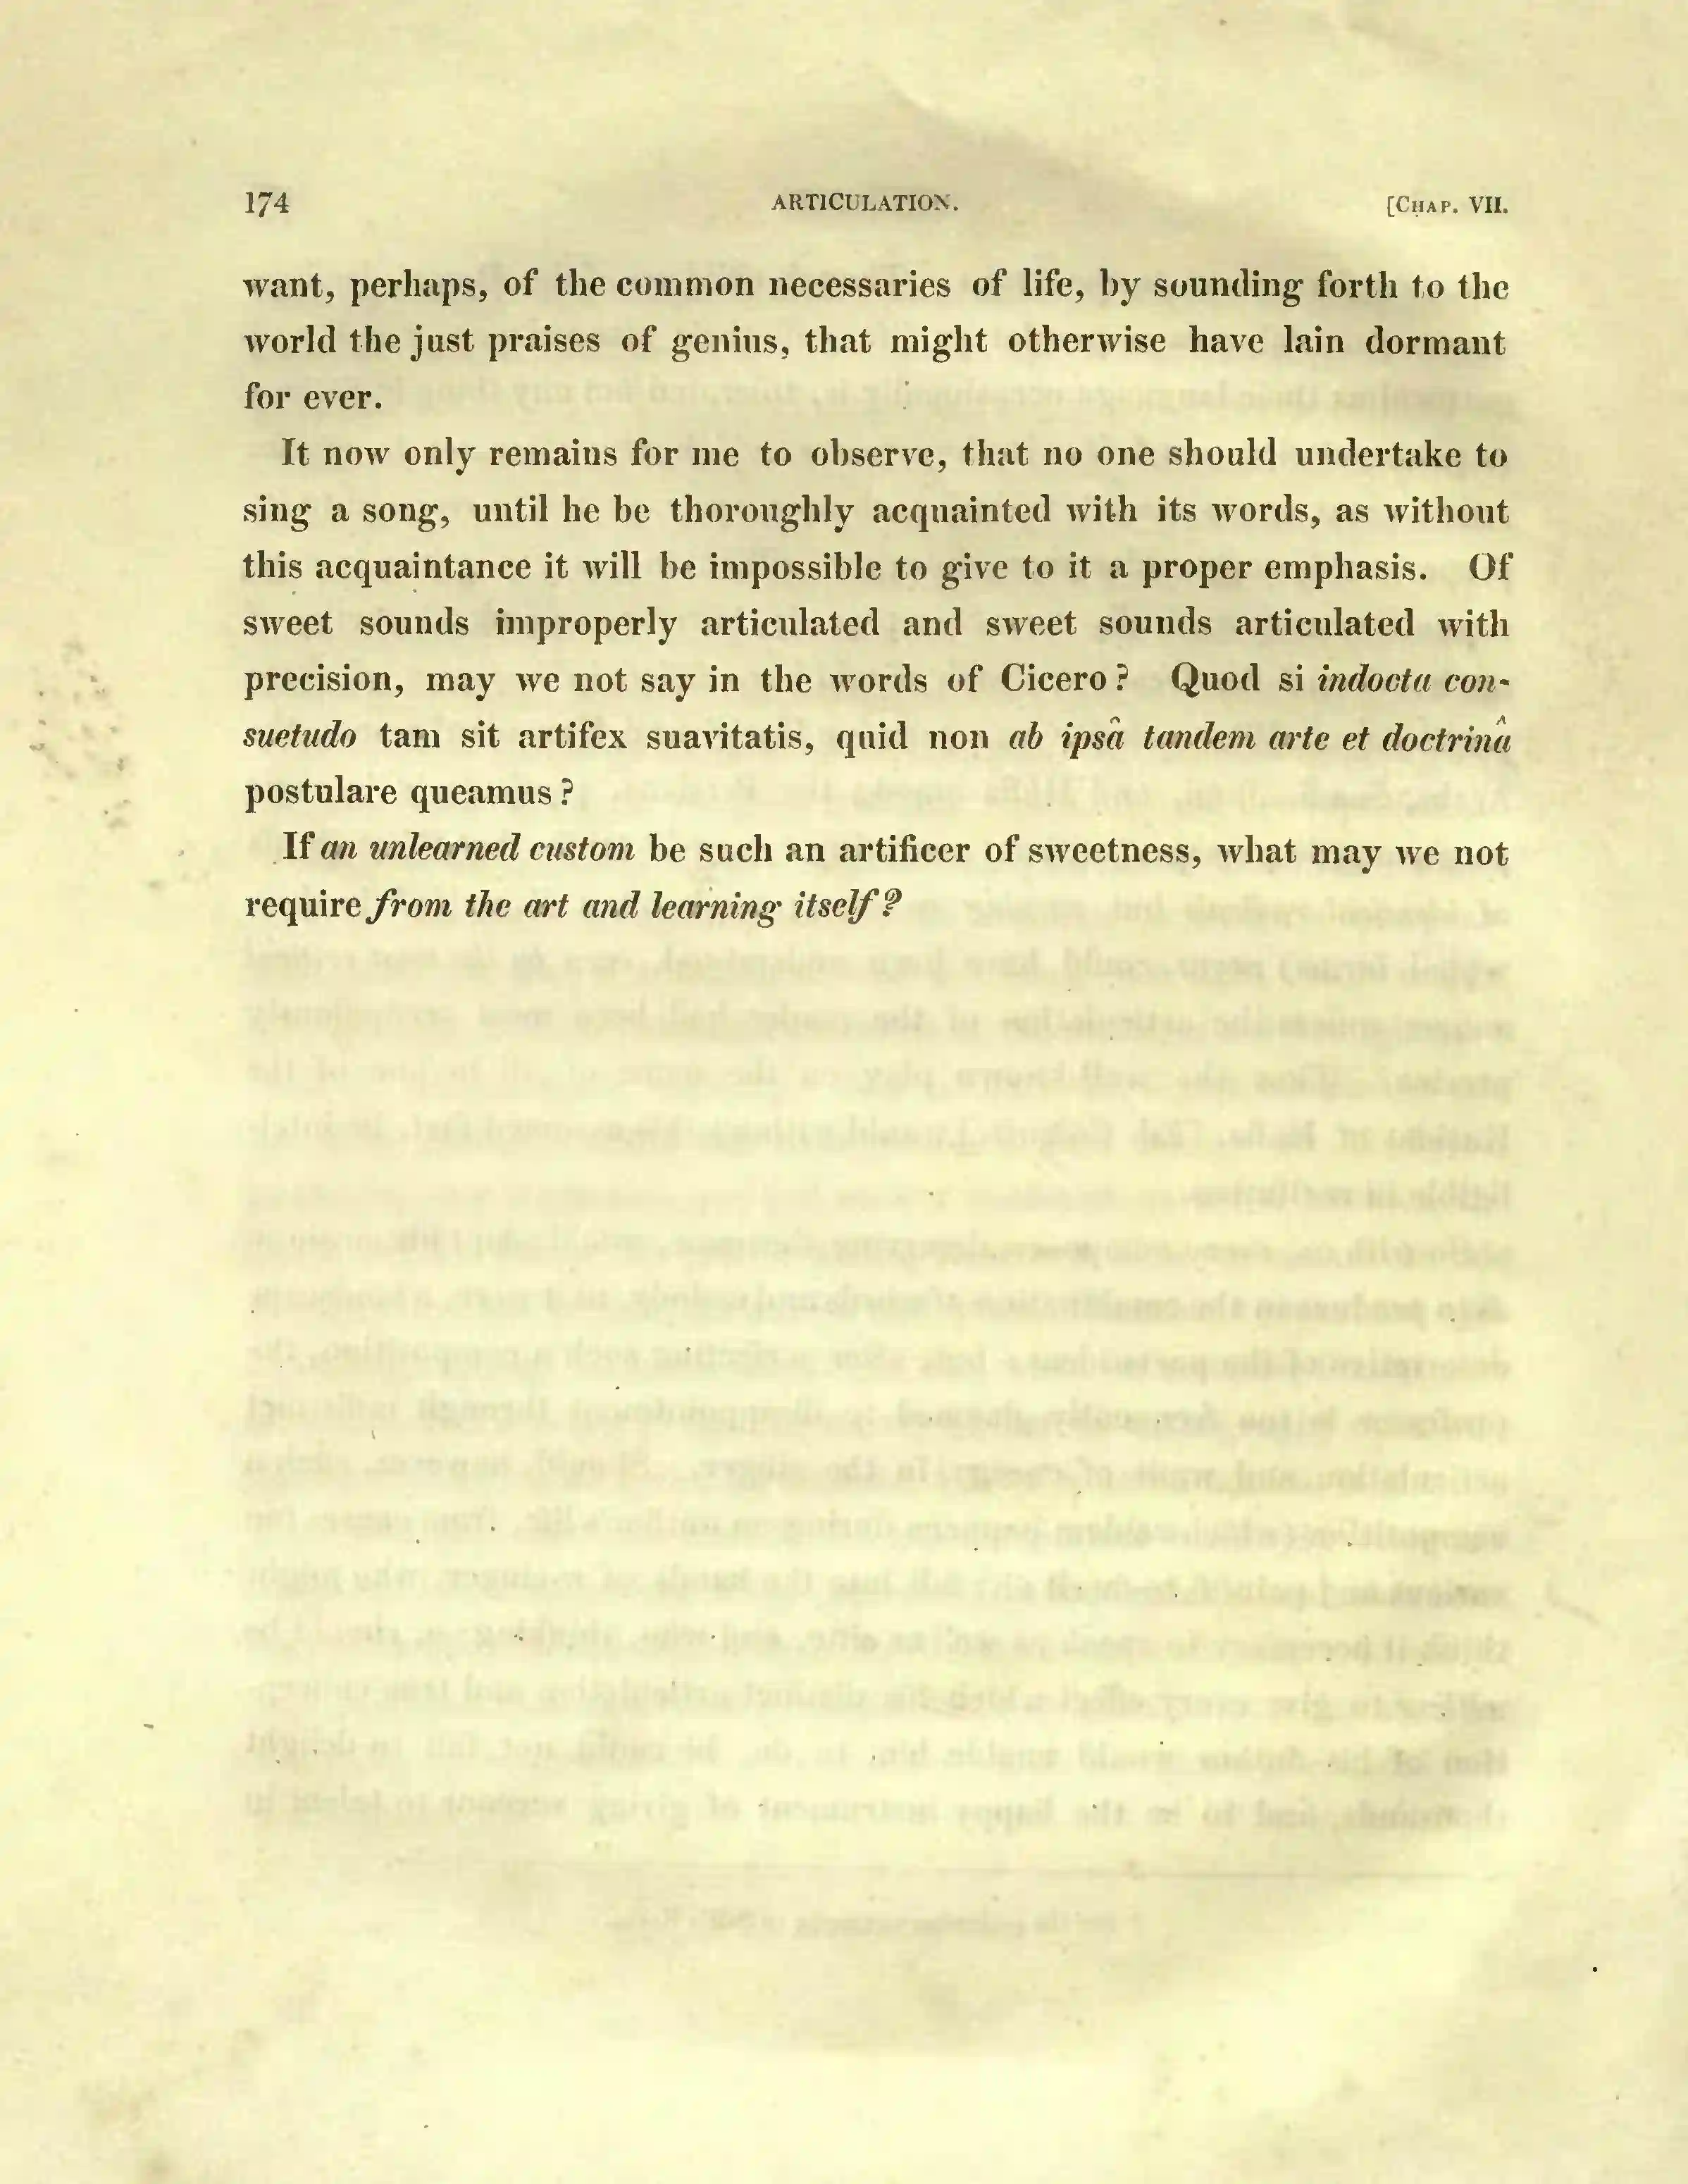 174 ARTICULATION. [CHAP. VII.
want, perhaps, of the common necessaries of life, by sounding forth to the
world the just praises of genius, that might otherwise have lain dormant
for ever.
It now only remains for me to observe, that no one should undertake to
sing a song, until he be thoroughly acquainted with its words, as without
this acquaintance it will be impossible to give to it a proper emphasis. Of
sweet sounds improperly articulated and sweet sounds articulated with
precision, may we not say in the words of Cicero? Quod si indocta con-
suetudo tam sit artifex suavitatis, quid non ab ipsâ tandem arte et doctrinâ
postulare queamus?
If an unlearned custom be such an artificer of sweetness, what may we not
require from the art and learning itself?